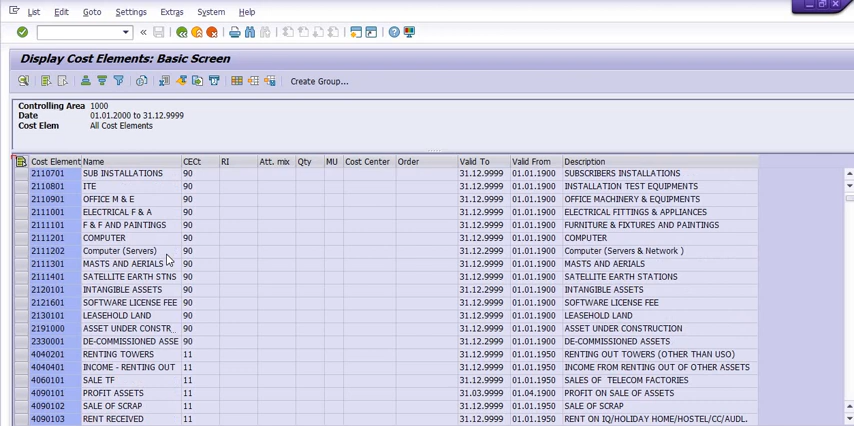 List Edit Goto Settings Extras System Help
Display Cost Elements: Basic Screen
Create Group...
Controlling Area 1000
Date 01.01.2000 to 31.12.9999
Cost Elem All Cost Elements
Cost Element Name CECt RI Att. mix Qty MU Cost Center Order Valid To Valid From Description
2110701 SUB INSTALLATIONS 90 31.12.9999 01.01.1900 SUBSCRIBERS INSTALLATIONS
2110801 ITE 90 31.12.9999 01.01.1900 INSTALLATION TEST EQUIPMENTS
2110901 OFFICE M & E 90 31.12.9999 01.01.1900 OFFICE MACHINERY & EQUIPMENTS
2111001 ELECTRICAL F & A 90 31.12.9999 01.01.1900 ELECTRICAL FITTINGS & APPLIANCES
2111101 F & F AND PAINTINGS 90 31.12.9999 01.01.1900 FURNITURE & FIXTURES AND PAINTINGS
2111201 COMPUTER 90 31.12.9999 01.01.1900 COMPUTER
2111202 Computer (Servers) 90 31.12.2999 01.01.1900 Computer (Servers & Network )
2111301 MASTS AND AERIALS 90 31.12.9999 01.01.1900 MASTS AND AERIALS
2111401 SATELLITE EARTH STNS 90 31.12.9999 01.01.1900 SATELLITE EARTH STATIONS
2120101 INTANGIBLE ASSETS 90 31.12.9999 01.01.1900 INTANGIBLE ASSETS
2121601 SOFTWARE LICENSE FEE 90 31.12.9999 01.01.1900 SOFTWARE LICENSE FEE
2130101 LEASEHOLD LAND 90 31.12.9999 01.01.1900 LEASEHOLD LAND
2191000 ASSET UNDER CONSTR... 90 31.12.9999 01.01.1900 ASSET UNDER CONSTRUCTION
2330001 DE-COMMISSIONED ASSE 90 31.12.9999 01.01.1900 DE-COMMISSIONED ASSETS
4040201 RENTING TOWERS 11 31.12.9999 01.01.1950 RENTING OUT TOWERS (OTHER THAN USO)
4040401 INCOME - RENTING OUT 11 31.12.9999 01.01.1950 INCOME FROM RENTING OUT OF OTHER ASSETS
4060101 SALE TF 11 31.12.9999 01.01.1950 SALES OF  TELECOM FACTORIES
4090101 PROFIT ASSETS 11 31.03.9999 01.04.1900 PROFIT ON SALE OF ASSETS
4090102 SALE OF SCRAP 11 31.12.9999 01.01.1950 SALE OF SCRAP
4090103 RENT RECEIVED 11 31.12.9999 01.01.1950 RENT ON IQ/HOLIDAY HOME/HOSTEL/CC/AUDL.